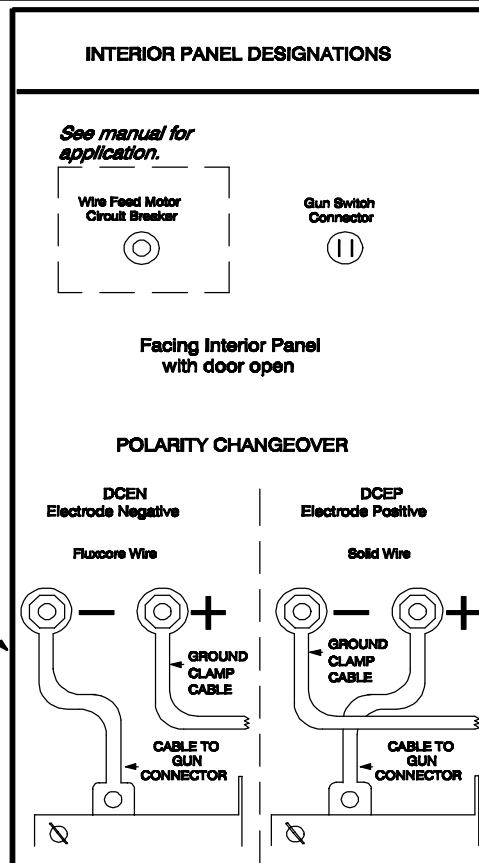 INTERIOR PANEL DESIGNATIONS
See manual for
application.
Wire Feed Motor
Circuit Breaker
Gun Switch
Connector
Facing Interior Panel
with door open
POLARITY CHANGEOVER
DCEN
Electrode Negative
Fluxcore Wire
− +
GROUND
CLAMP
CABLE
CABLE TO
GUN
CONNECTOR
DCEP
Electrode Positive
Solid Wire
− +
GROUND
CLAMP
CABLE
CABLE TO
GUN
CONNECTOR